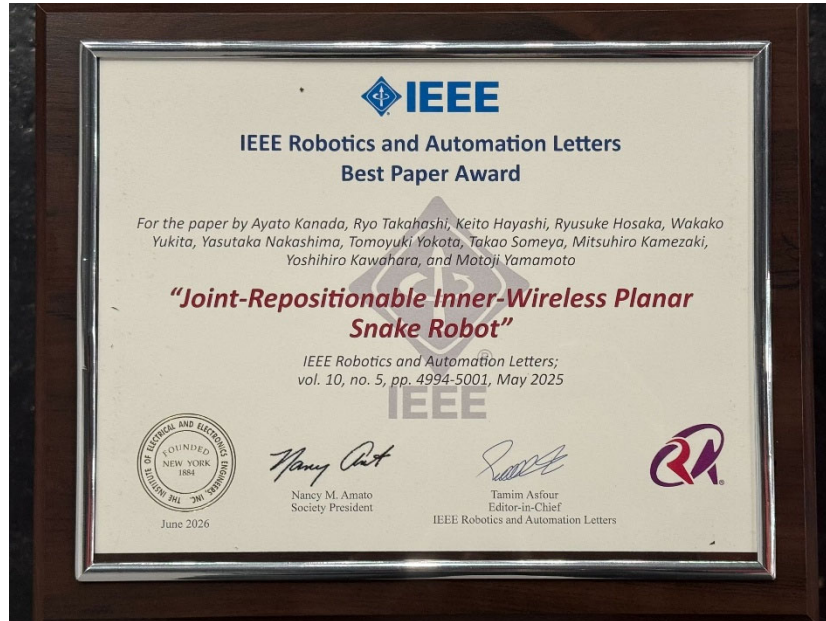 IEEE
IEEE Robotics and Automation Letters
Best Paper Award
For the paper by Ayato Kanada, Ryo Takahashi, Keito Hayashi, Ryusuke Hosaka, Wakako
Yukita, Yasutaka Nakashima, Tomoyuki Yokota, Takao Someya, Mitsuhiro Kamezaki,
Yoshihiro Kawahara, and Motoji Yamamoto
“Joint-Repositionable Inner-Wireless Planar
Snake Robot”
IEEE Robotics and Automation Letters;
vol. 10, no. 5, pp. 4994-5001, May 2025
IEEE
THE INSTITUTE OF ELECTRICAL AND ELECTRONICS ENGINEERS, INC.
FOUNDED
NEW YORK
1884
June 2026
Nancy M. Amato
Society President
Tamim Asfour
Editor-in-Chief
IEEE Robotics and Automation Letters
RA